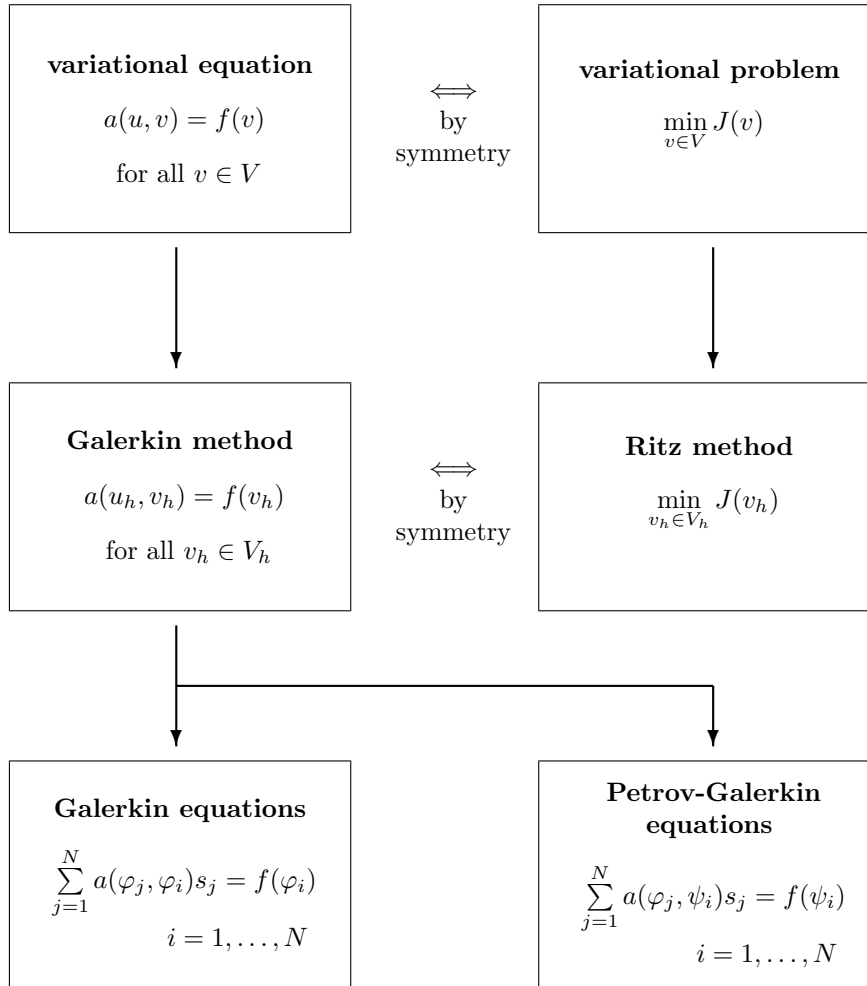 variational equation
a(u, v) = f(v)
for all v ∈ V
⟺
by
symmetry
variational problem
min J(v)
v∈V
Galerkin method
a(u_h, v_h) = f(v_h)
for all v_h ∈ V_h
⟺
by
symmetry
Ritz method
min J(v_h)
v_h∈V_h
Galerkin equations
N
∑ a(φ_j, φ_i)s_j = f(φ_i)
j=1
i = 1, . . . , N
Petrov-Galerkin
equations
N
∑ a(φ_j, ψ_i)s_j = f(ψ_i)
j=1
i = 1, . . . , N